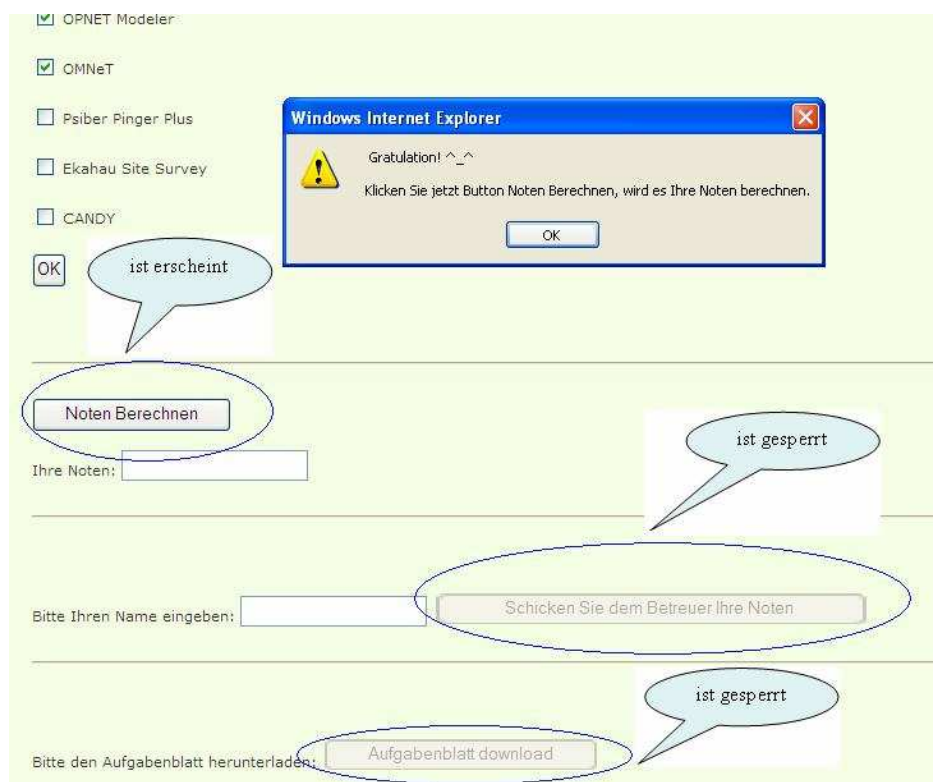 OPNET Modeler
OMNeT
Psiber Pinger Plus
Ekahau Site Survey
CANDY
OK
Windows Internet Explorer
Gratulation! ^_^
Klicken Sie jetzt Button Noten Berechnen, wird es Ihre Noten berechnen.
OK
ist erscheint
Noten Berechnen
Ihre Noten:
ist gesperrt
Bitte Ihren Name eingeben:
Schicken Sie dem Betreuer Ihre Noten
ist gesperrt
Bitte den Aufgabenblatt herunterladen:
Aufgabenblatt download